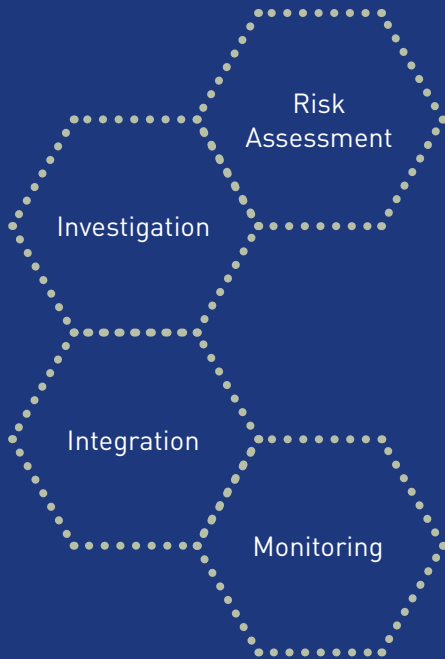 Risk
Assessment
Investigation
Integration
Monitoring